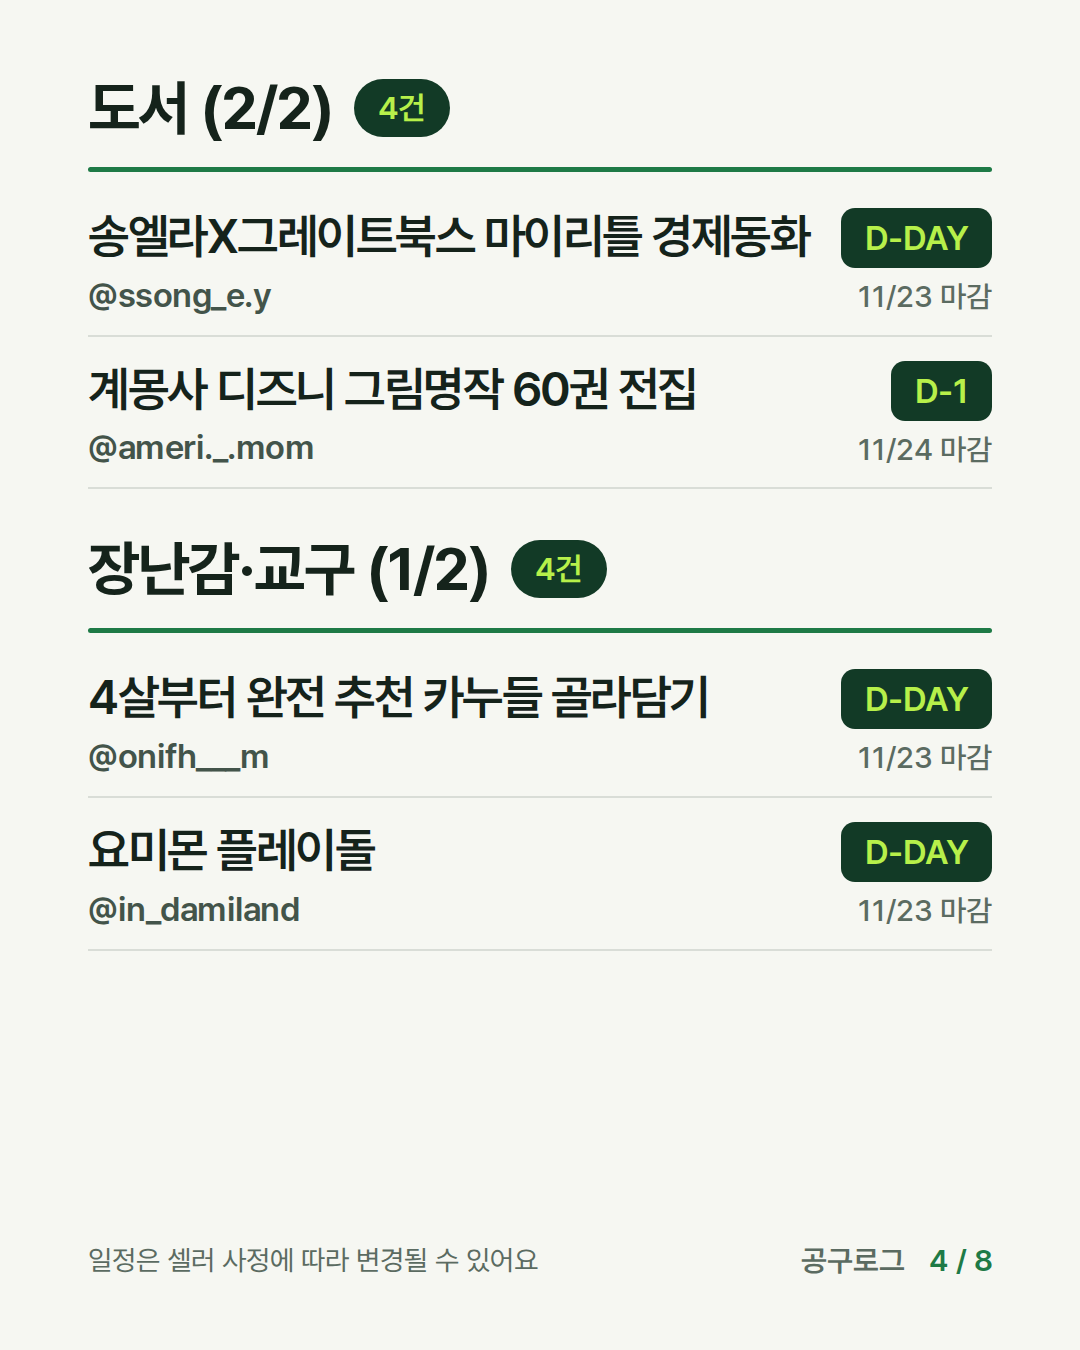 도서 (2/2) 4건
송엘라X그레이트북스 마이리틀 경제동화 D-DAY
@ssong_e.y 11/23 마감
계몽사 디즈니 그림명작 60권 전집 D-1
@ameri._.mom 11/24 마감
장난감·교구 (1/2) 4건
4살부터 완전 추천 카누들 골라담기 D-DAY
@onifh___m 11/23 마감
요미몬 플레이돌 D-DAY
@in_damiland 11/23 마감
일정은 셀러 사정에 따라 변경될 수 있어요 공구로그 4 / 8